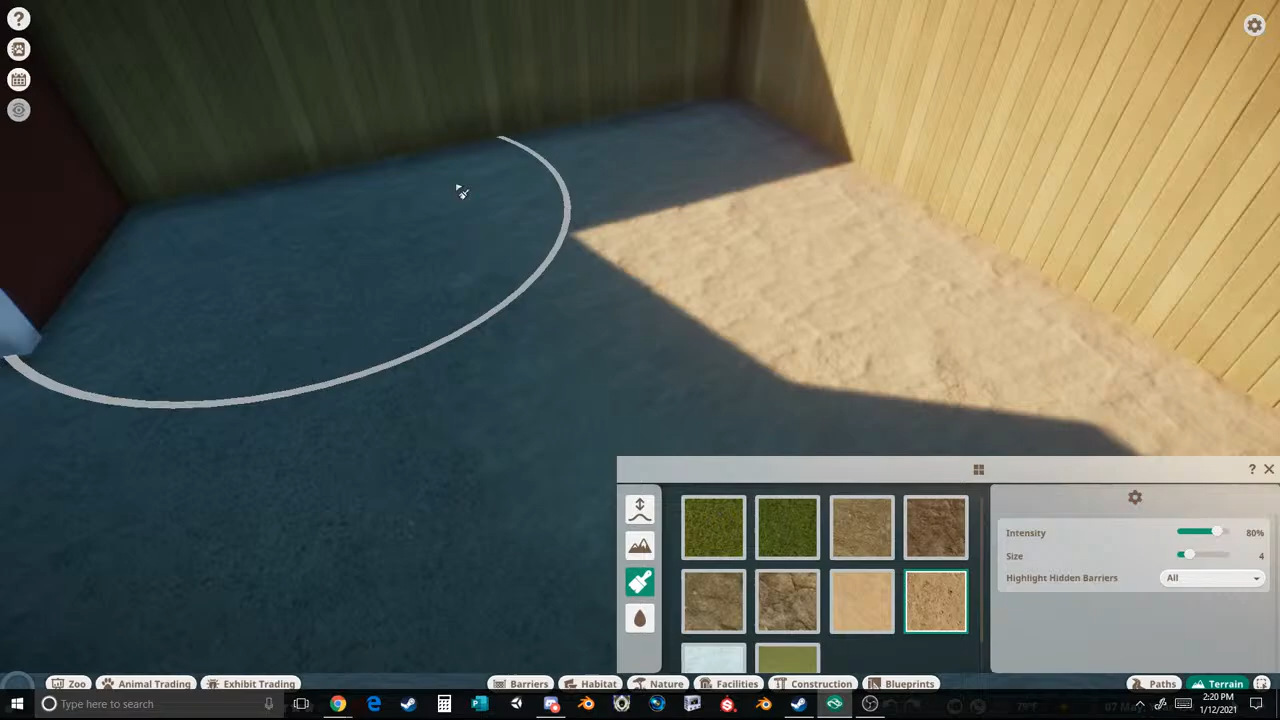 ?
?
Intensity 80%
Size 4
Highlight Hidden Barriers All
Zoo Animal Trading Exhibit Trading Barriers Habitat Nature Facilities Construction Blueprints Paths Terrain
Type here to search
2:20 PM
1/12/2021